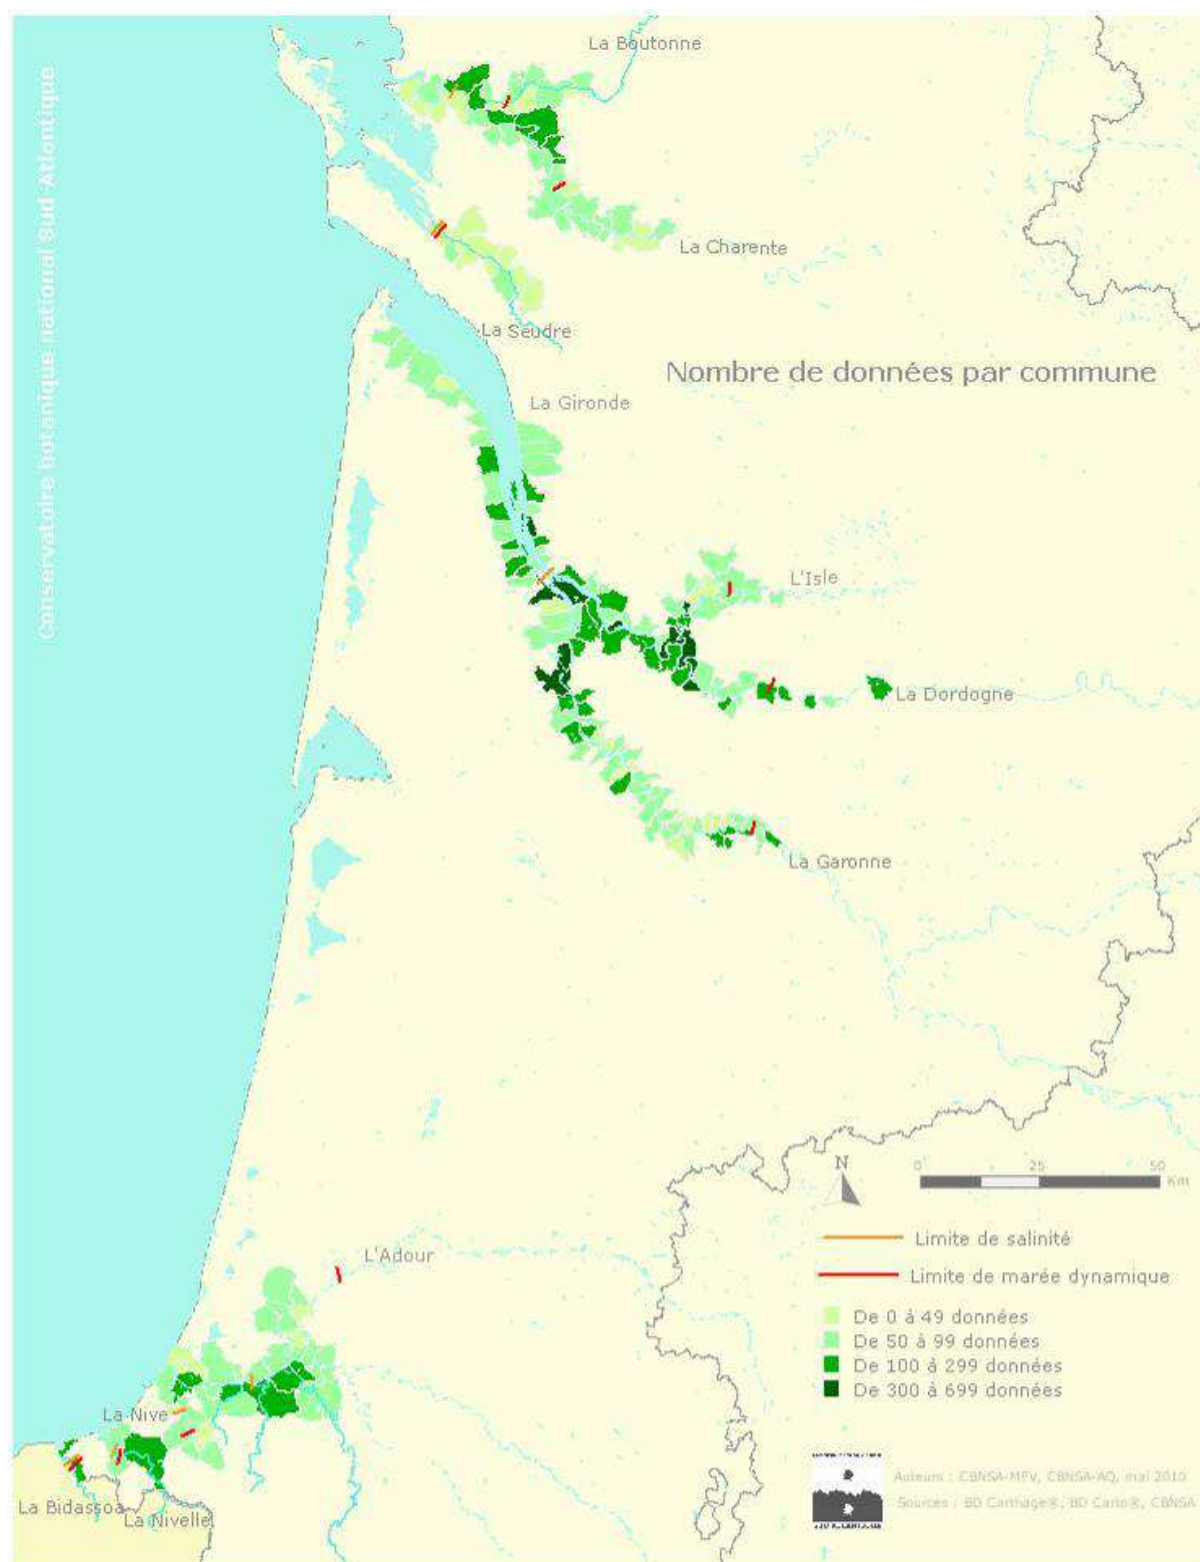 La Boutonne
Conservatoire botanique national Sud-Atlantique
La Charente
La Seudre
Nombre de données par commune
La Gironde
L'Isle
La Dordogne
La Garonne
N
0 25 50
Km
Limite de salinité
L'Adour
Limite de marée dynamique
De 0 à 49 données
De 50 à 99 données
De 100 à 299 données
De 300 à 699 données
La Nive
Auteurs : CBNSA-MFV, CBNSA-AQ, mai 2010
Sources : BD Carthage®, BD Carto®, CBNSA
La Bidassoa
La Nivelle